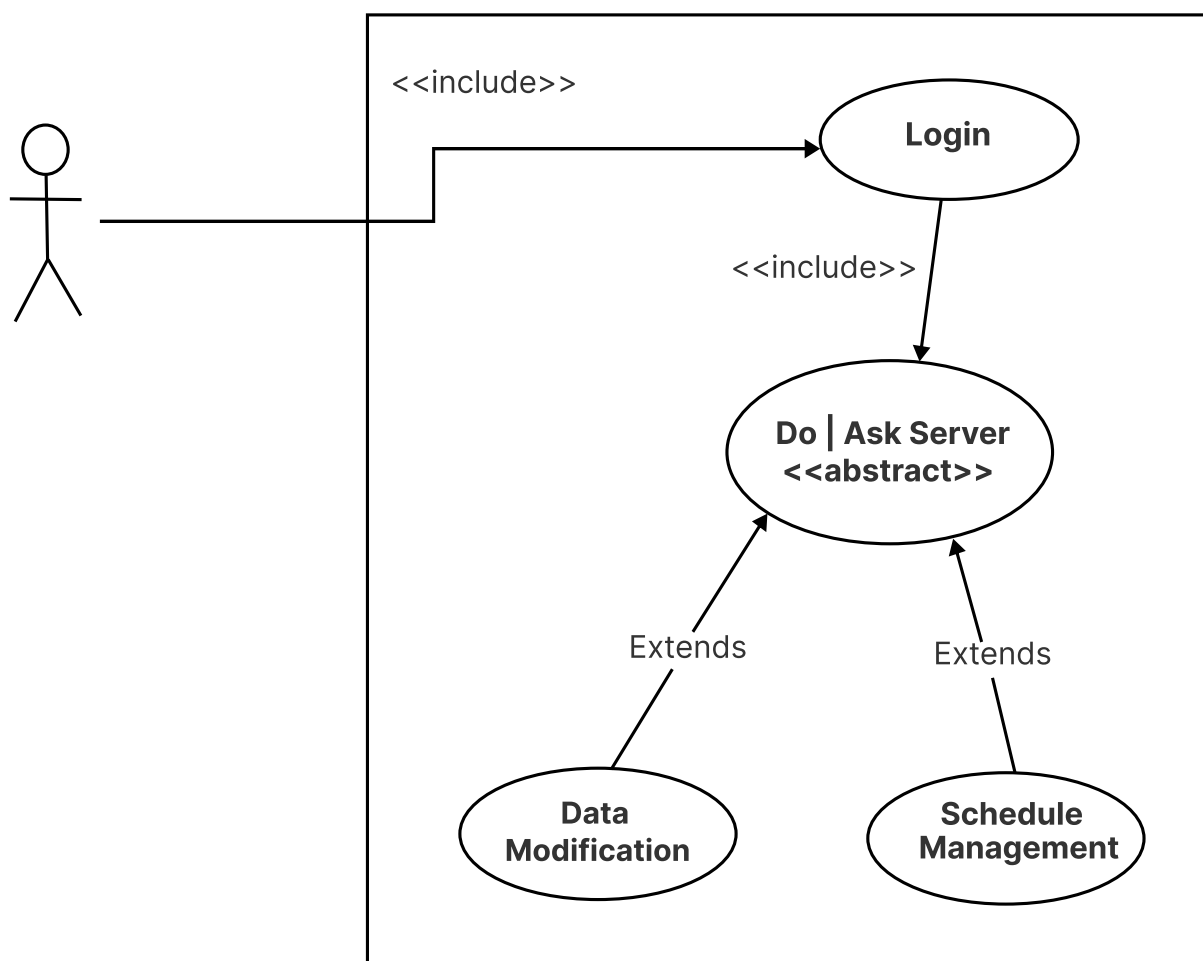 <<include>>
Login
<<include>>
Do | Ask Server
<<abstract>>
Extends
Extends
Data
Modification
Schedule
Management